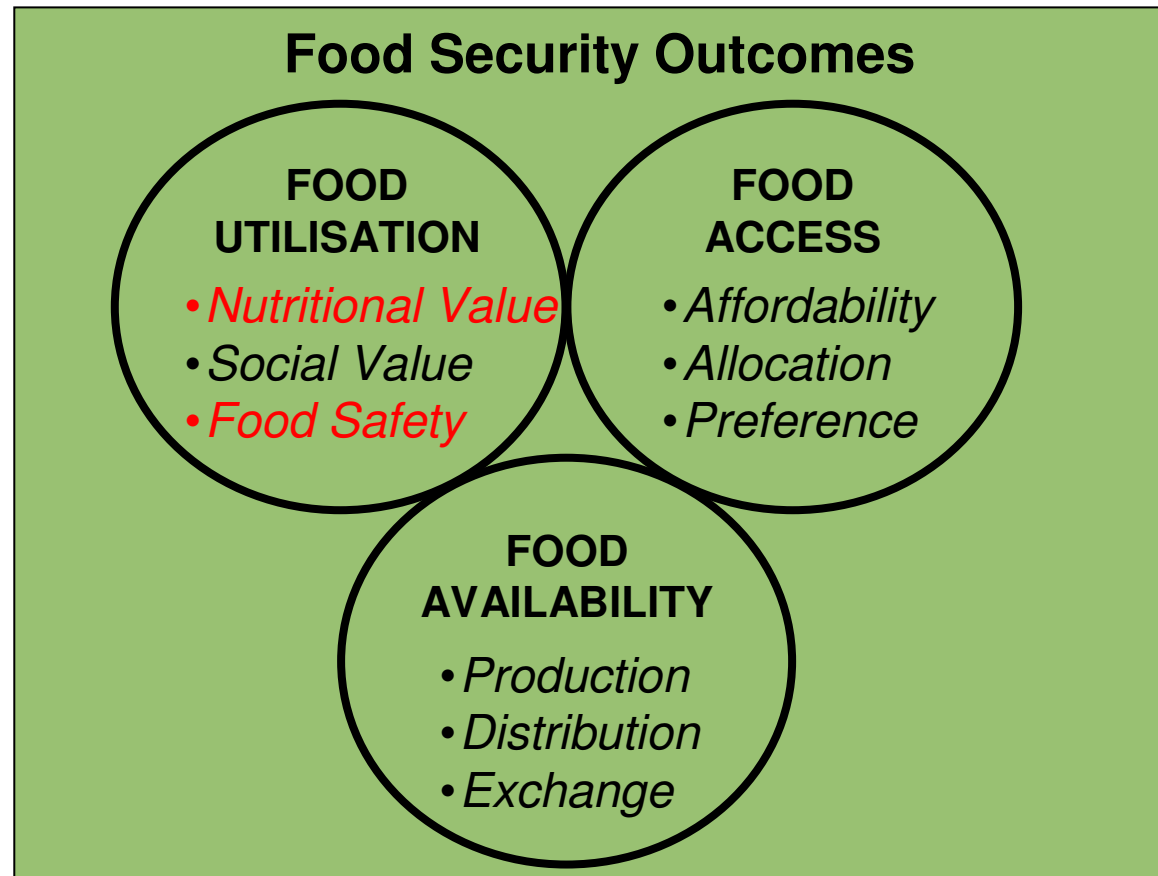 Food Security Outcomes
FOOD
UTILISATION
•Nutritional Value
•Social Value
•Food Safety
FOOD
ACCESS
•Affordability
•Allocation
•Preference
FOOD
AVAILABILITY
•Production
•Distribution
•Exchange